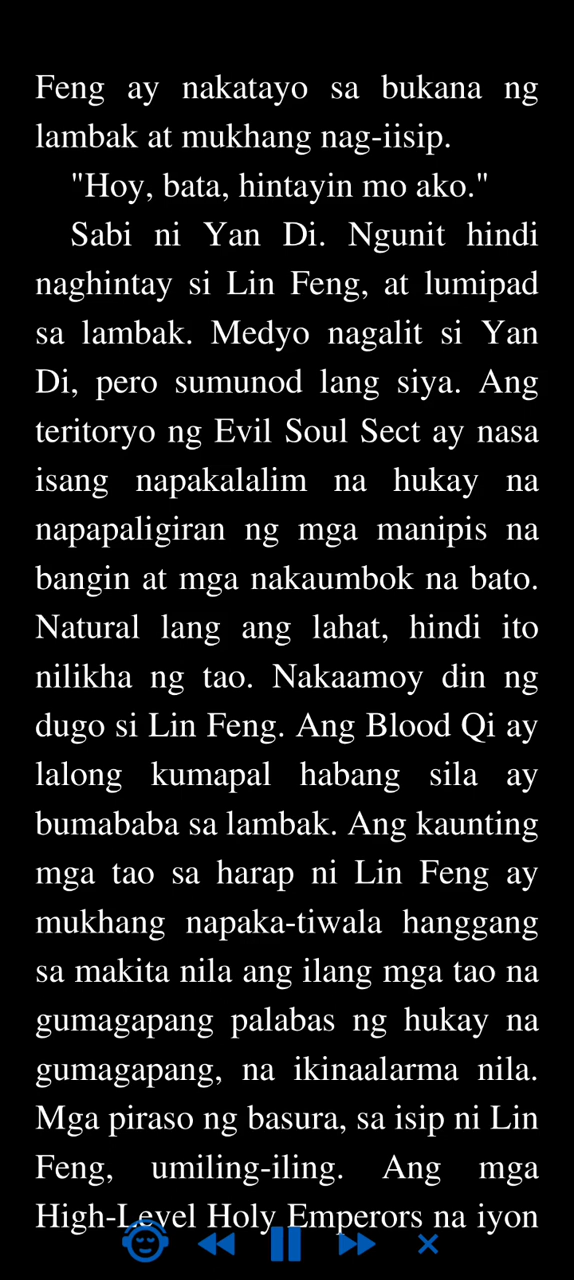 Feng ay nakatayo sa bukana ng
lambak at mukhang nag-iisip.
"Hoy, bata, hintayin mo ako."
Sabi ni Yan Di. Ngunit hindi
naghintay si Lin Feng, at lumipad
sa lambak. Medyo nagalit si Yan
Di, pero sumunod lang siya. Ang
teritoryo ng Evil Soul Sect ay nasa
isang napakalalim na hukay na
napapaligiran ng mga manipis na
bangin at mga nakaumbok na bato.
Natural lang ang lahat, hindi ito
nilikha ng tao. Nakaamoy din ng
dugo si Lin Feng. Ang Blood Qi ay
lalong kumapal habang sila ay
bumababa sa lambak. Ang kaunting
mga tao sa harap ni Lin Feng ay
mukhang napaka-tiwala hanggang
sa makita nila ang ilang mga tao na
gumagapang palabas ng hukay na
gumagapang, na ikinaalarma nila.
Mga piraso ng basura, sa isip ni Lin
Feng, umiling-iling. Ang mga
High-Level Holy Emperors na iyon